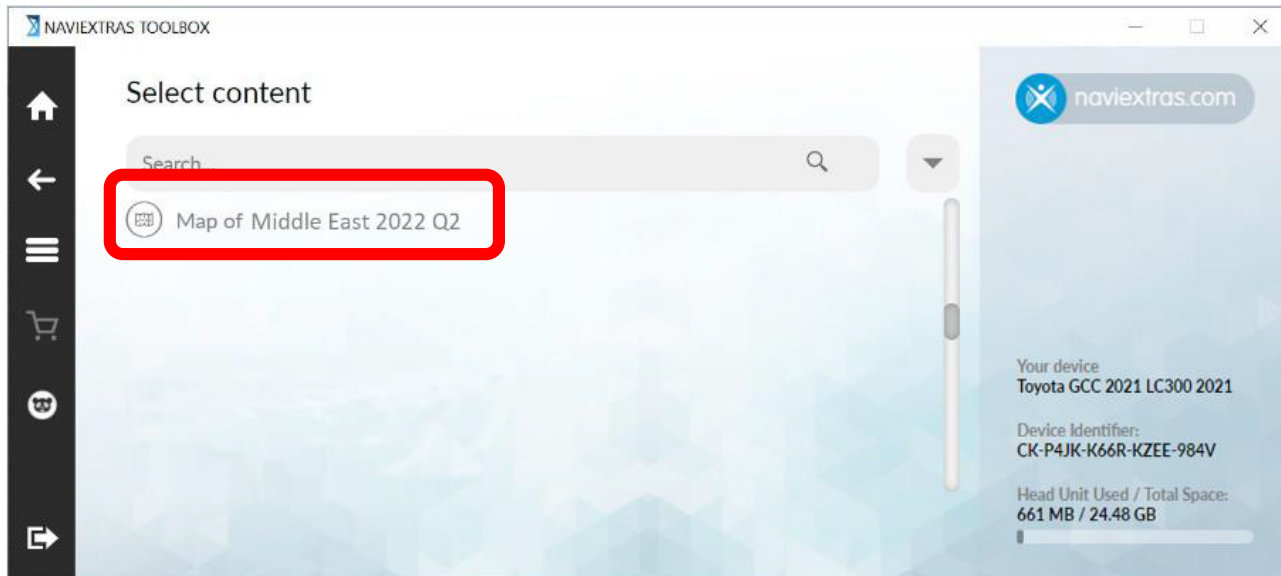 NAVIEXTRAS TOOLBOX
Select content
naviextras.com
Search...
Map of Middle East 2022 Q2
Your device
Toyota GCC 2021 LC300 2021
Device Identifier:
CK-P4JK-K66R-KZEE-984V
Head Unit Used / Total Space:
661 MB / 24.48 GB